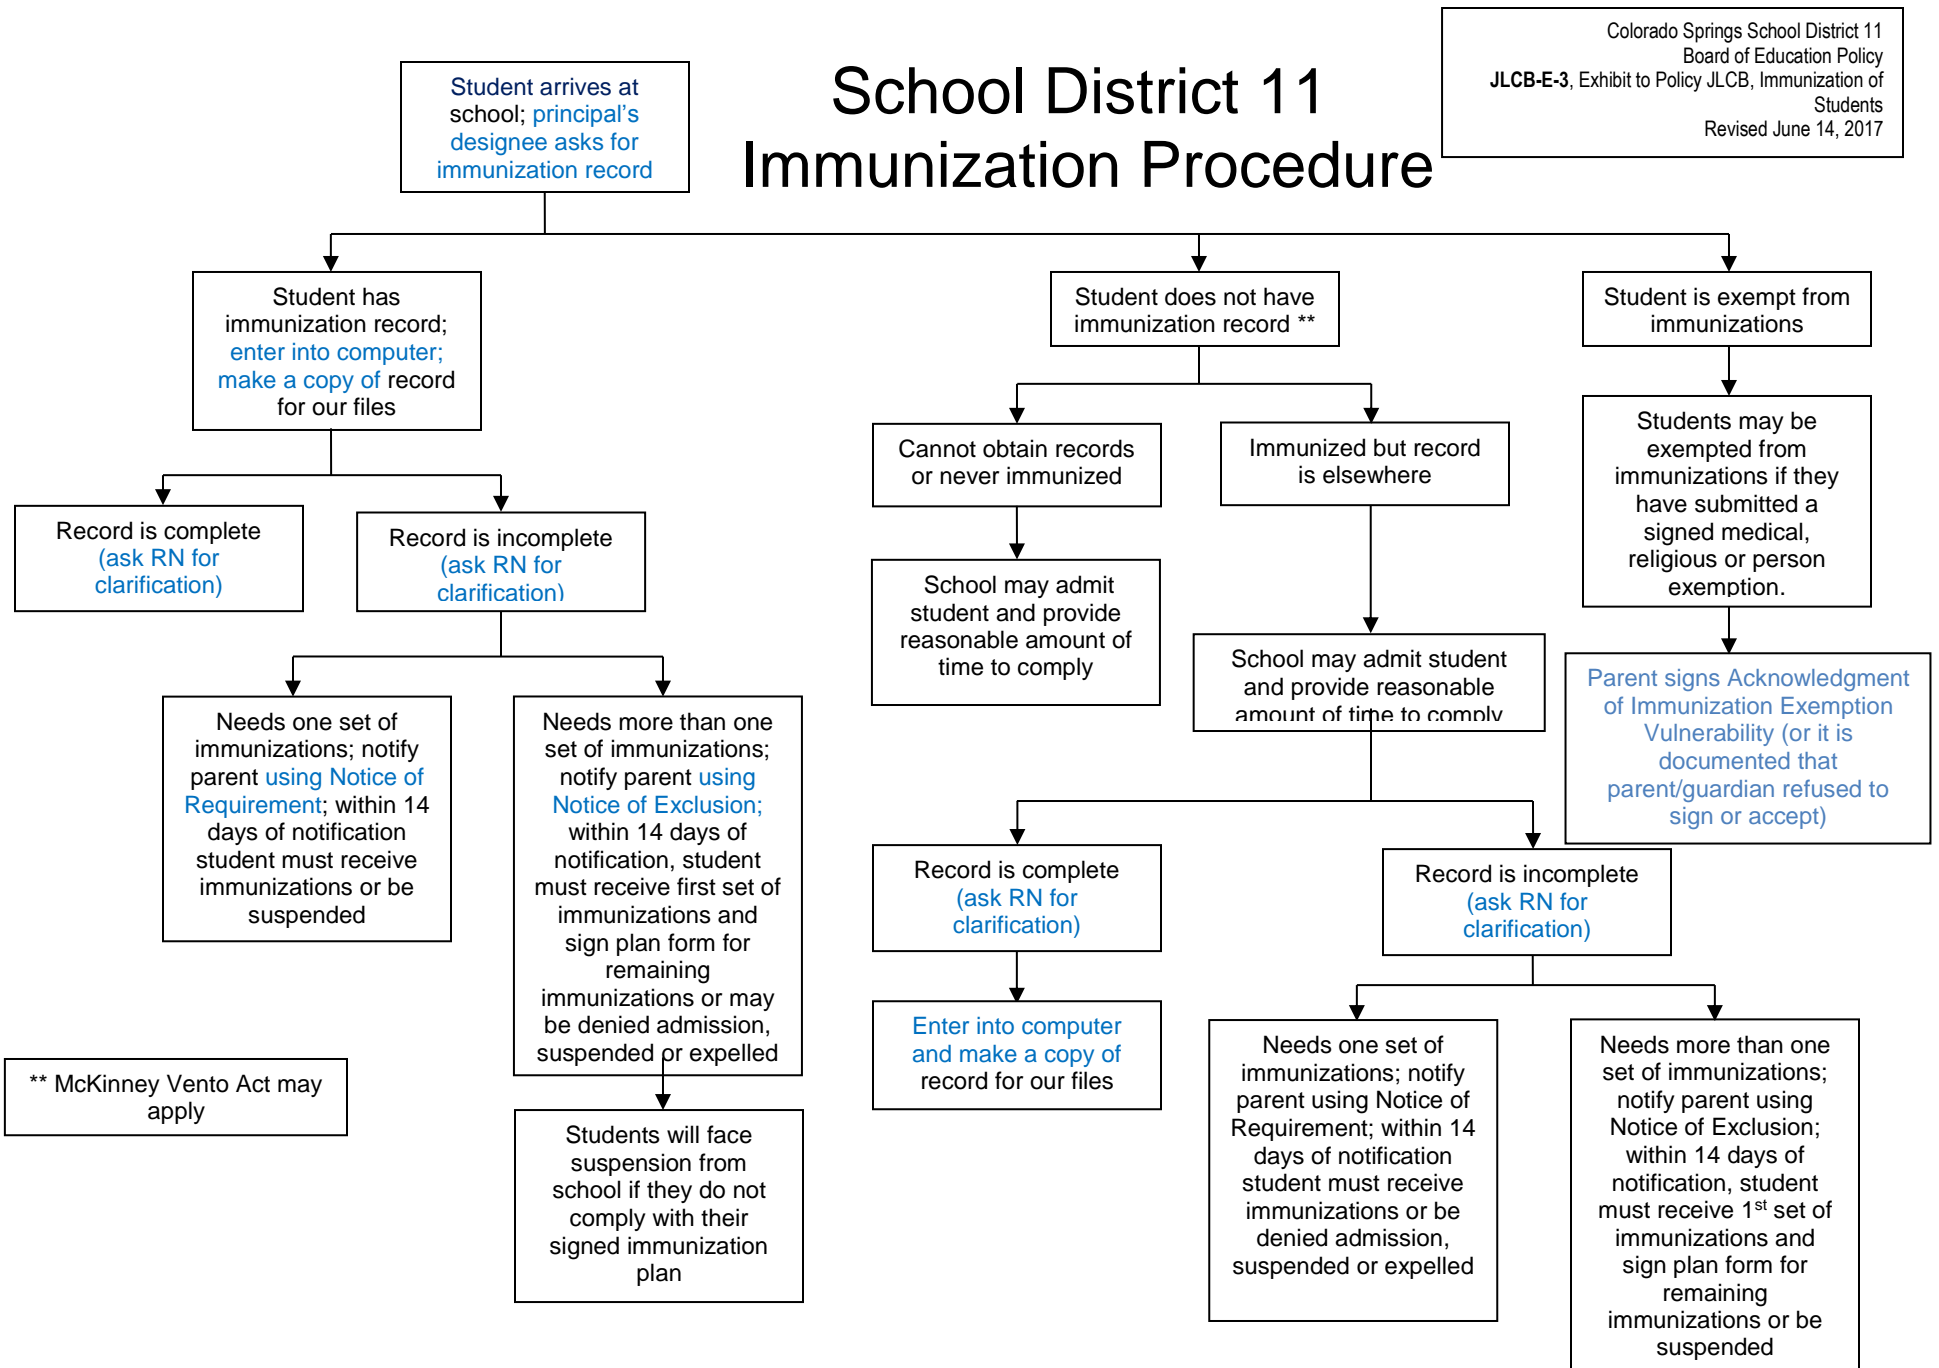 Colorado Springs School District 11
Board of Education Policy
JLCB-E-3, Exhibit to Policy JLCB, Immunization of
Students
Revised June 14, 2017
School District 11
Immunization Procedure
Student arrives at
school; principal’s
designee asks for
immunization record
Student has
immunization record;
enter into computer;
make a copy of record
for our files
Student does not have
immunization record **
Student is exempt from
immunizations
Cannot obtain records
or never immunized
Immunized but record
is elsewhere
Students may be
exempted from
immunizations if they
have submitted a
signed medical,
religious or person
exemption.
Record is complete
(ask RN for
clarification)
Record is incomplete
(ask RN for
clarification)
School may admit
student and provide
reasonable amount of
time to comply
School may admit student
and provide reasonable
amount of time to comply
Parent signs Acknowledgment
of Immunization Exemption
Vulnerability (or it is
documented that
parent/guardian refused to
sign or accept)
Needs one set of
immunizations; notify
parent using Notice of
Requirement; within 14
days of notification
student must receive
immunizations or be
suspended
Needs more than one
set of immunizations;
notify parent using
Notice of Exclusion;
within 14 days of
notification, student
must receive first set of
immunizations and
sign plan form for
remaining
immunizations or may
be denied admission,
suspended or expelled
Record is complete
(ask RN for
clarification)
Record is incomplete
(ask RN for
clarification)
Enter into computer
and make a copy of
record for our files
Needs one set of
immunizations; notify
parent using Notice of
Requirement; within 14
days of notification
student must receive
immunizations or be
denied admission,
suspended or expelled
Needs more than one
set of immunizations;
notify parent using
Notice of Exclusion;
within 14 days of
notification, student
must receive 1st set of
immunizations and
sign plan form for
remaining
immunizations or be
suspended
** McKinney Vento Act may
apply
Students will face
suspension from
school if they do not
comply with their
signed immunization
plan